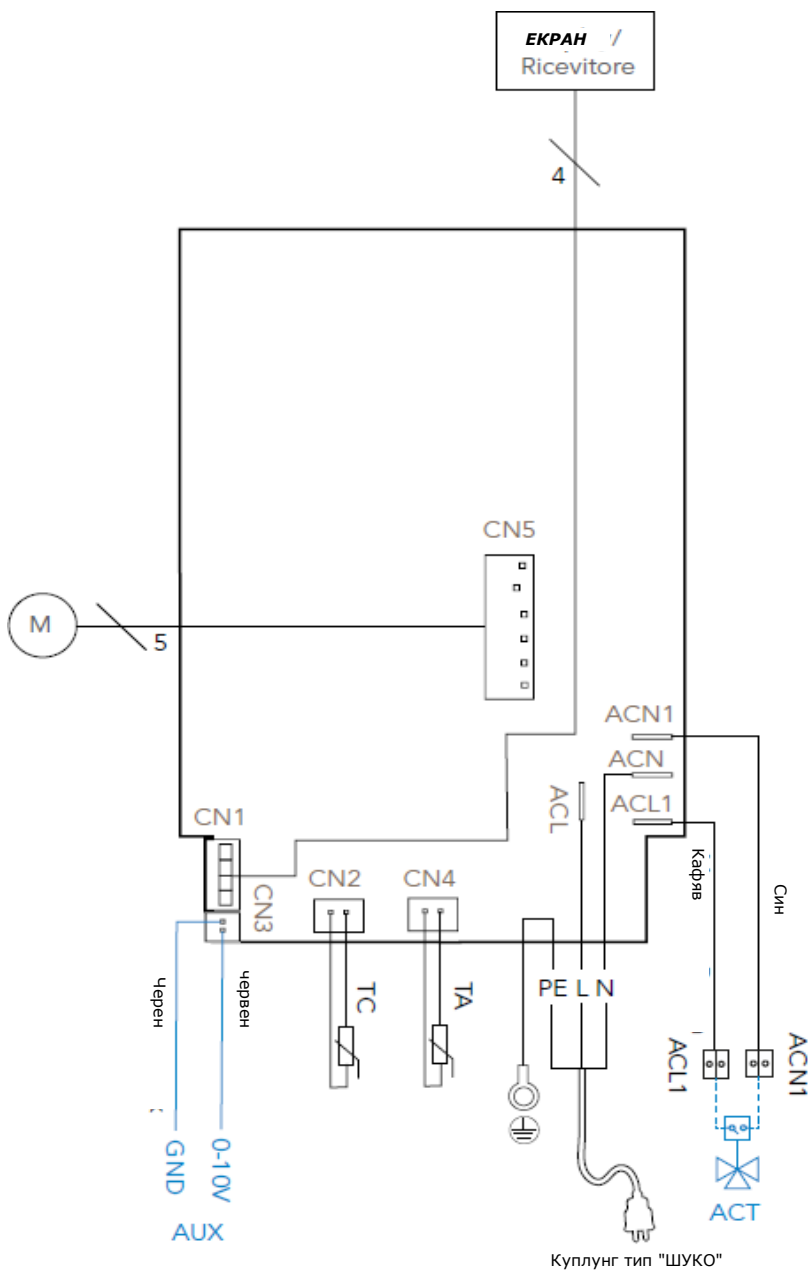 ЕКРАН /
Ricevitore
4
CN5
M
5
ACN1
ACN
ACL
ACL1
CN1
CN3
CN2
CN4
Кафяв
Син
Черен
червен
TC
TA
PE L N
ACL1
ACN1
GND
0-10V
AUX
ACT
Куплунг тип "ШУКО"